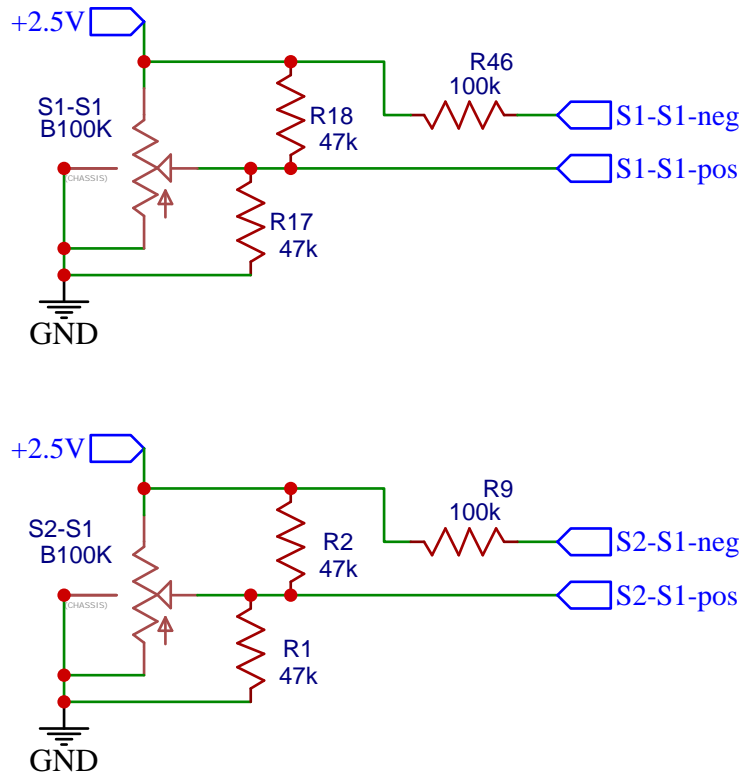 +2.5V
R46
100k
S1-S1
B100K
R18
47k
S1-S1-neg
(CHASSIS)
S1-S1-pos
R17
47k
GND
+2.5V
R9
100k
S2-S1
B100K
R2
47k
S2-S1-neg
(CHASSIS)
S2-S1-pos
R1
47k
GND